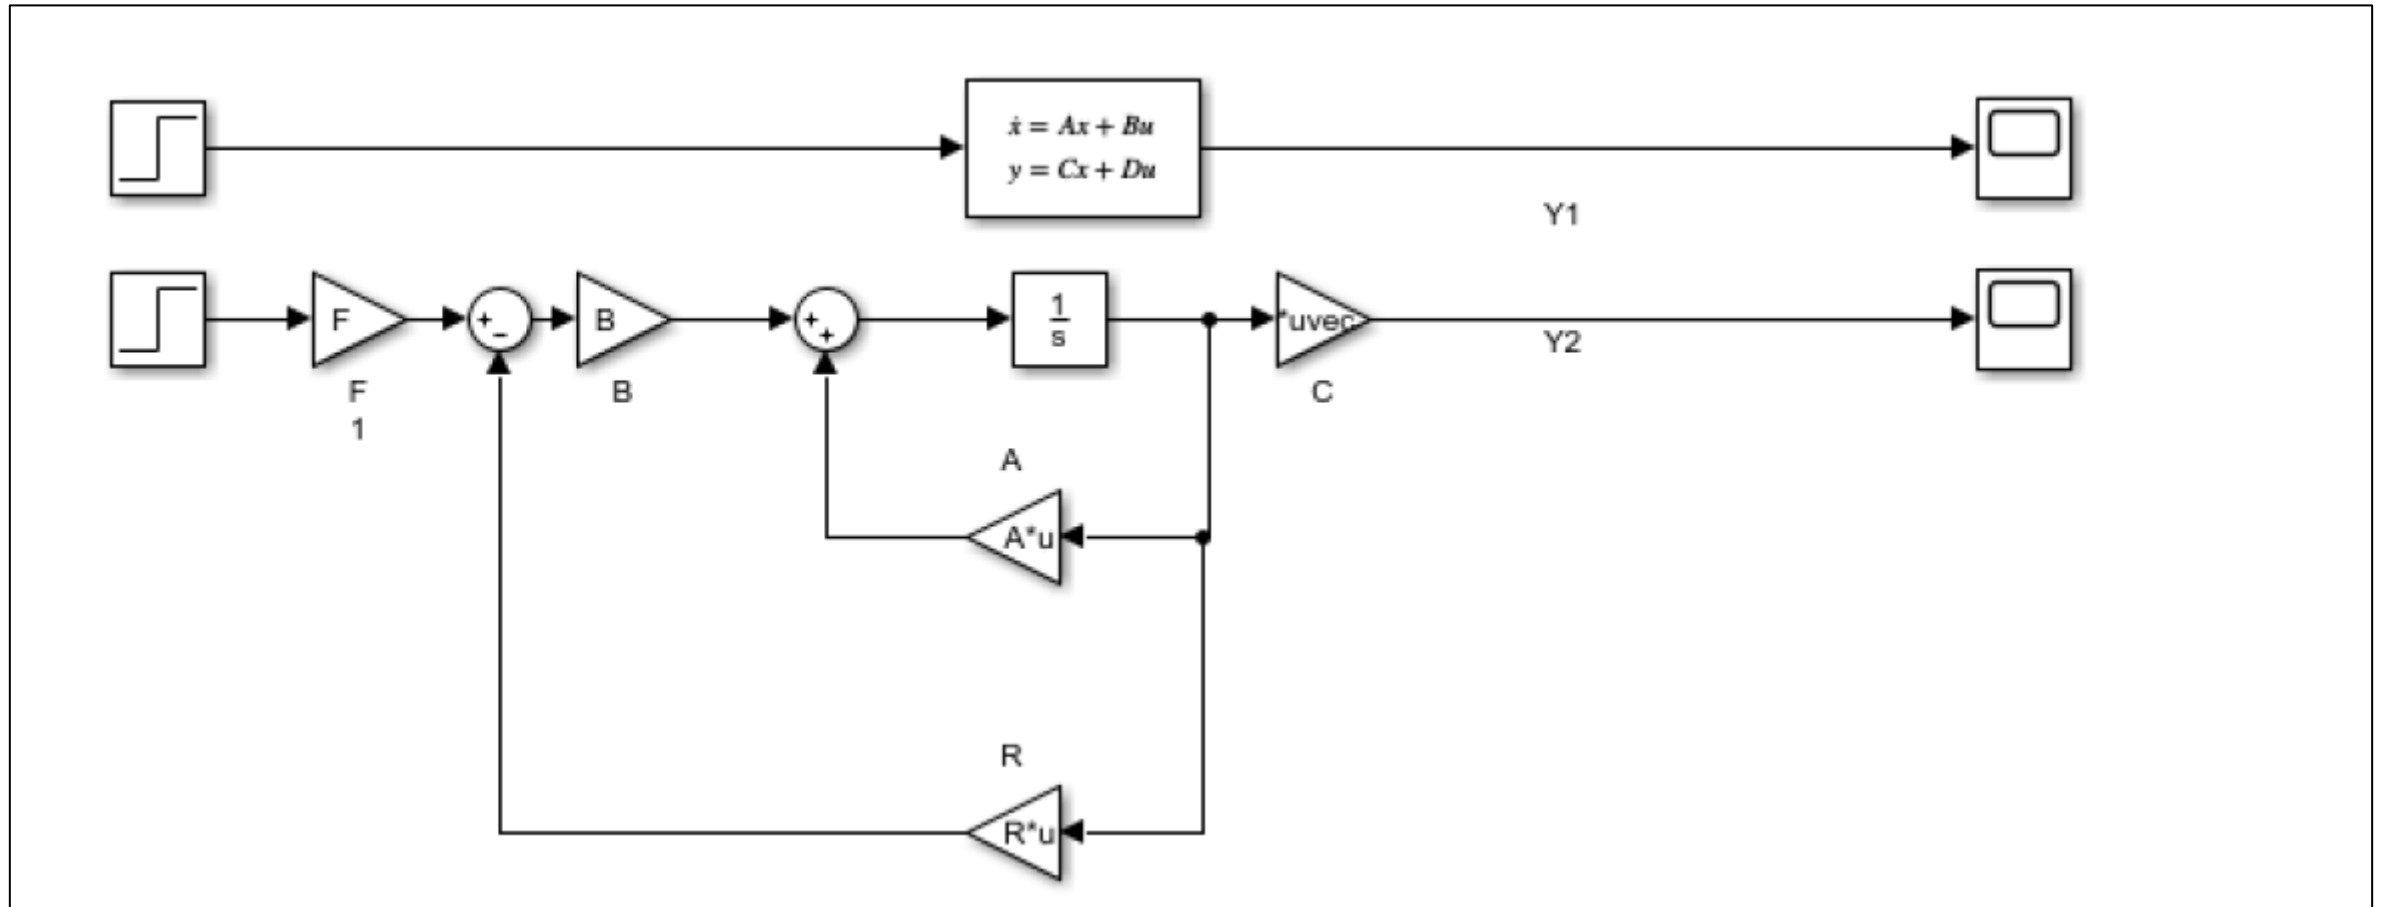 ẋ = Ax + Bu
y = Cx + Du
Y1
F
+
−
B
+
+
1
s
*uvec
Y2
F
1
B
C
A
A*u
R
R*u